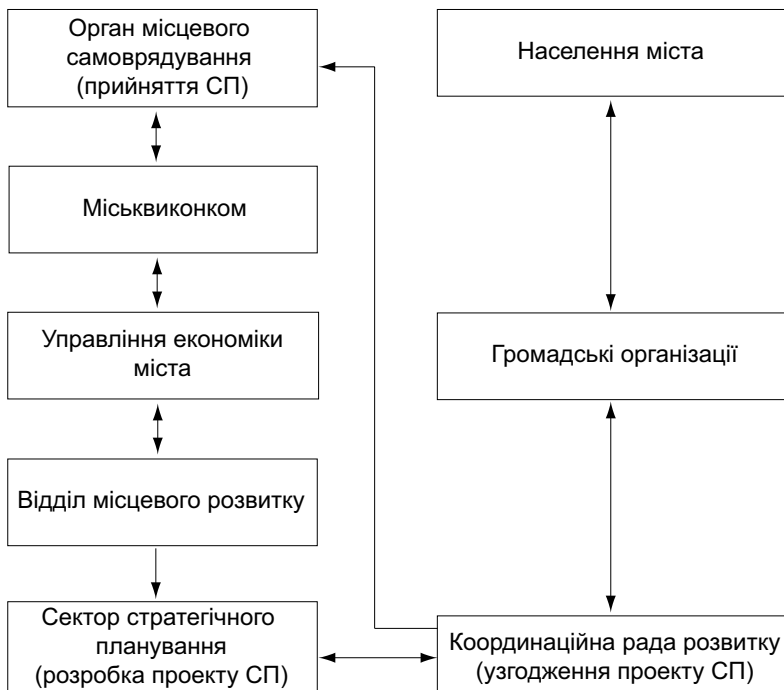 Орган місцевого
самоврядування
(прийняття СП)
Населення міста
Міськвиконком
Управління економіки
міста
Громадські організації
Відділ місцевого розвитку
Сектор стратегічного
планування
(розробка проекту СП)
Координаційна рада розвитку
(узгодження проекту СП)